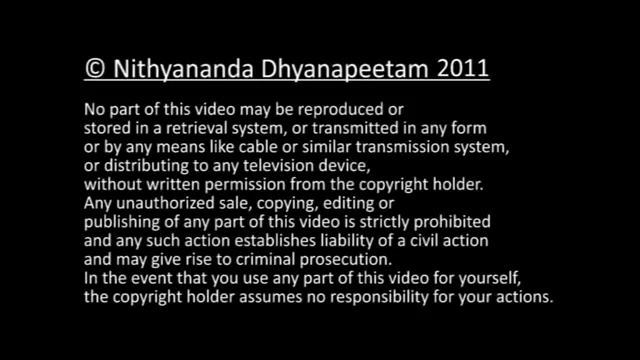 © Nithyananda Dhyanapeetam 2011
No part of this video may be reproduced or
stored in a retrieval system, or transmitted in any form
or by any means like cable or similar transmission system,
or distributing to any television device,
without written permission from the copyright holder.
Any unauthorized sale, copying, editing or
publishing of any part of this video is strictly prohibited
and any such action establishes liability of a civil action
and may give rise to criminal prosecution.
In the event that you use any part of this video for yourself,
the copyright holder assumes no responsibility for your actions.